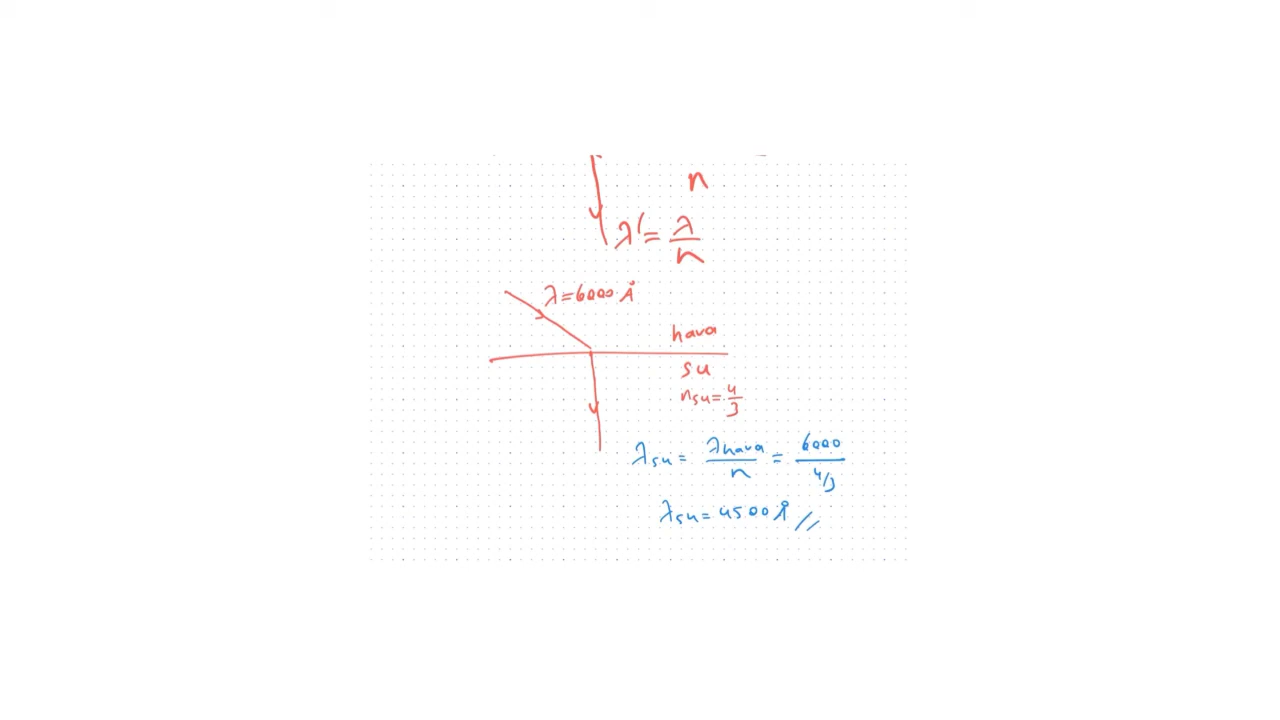 n
λ' = λ/n
λ = 6000 Å
hava
su
nsu = 4/3
λsu = λhava/n = 6000/4/3
λsu = 4500 Å //